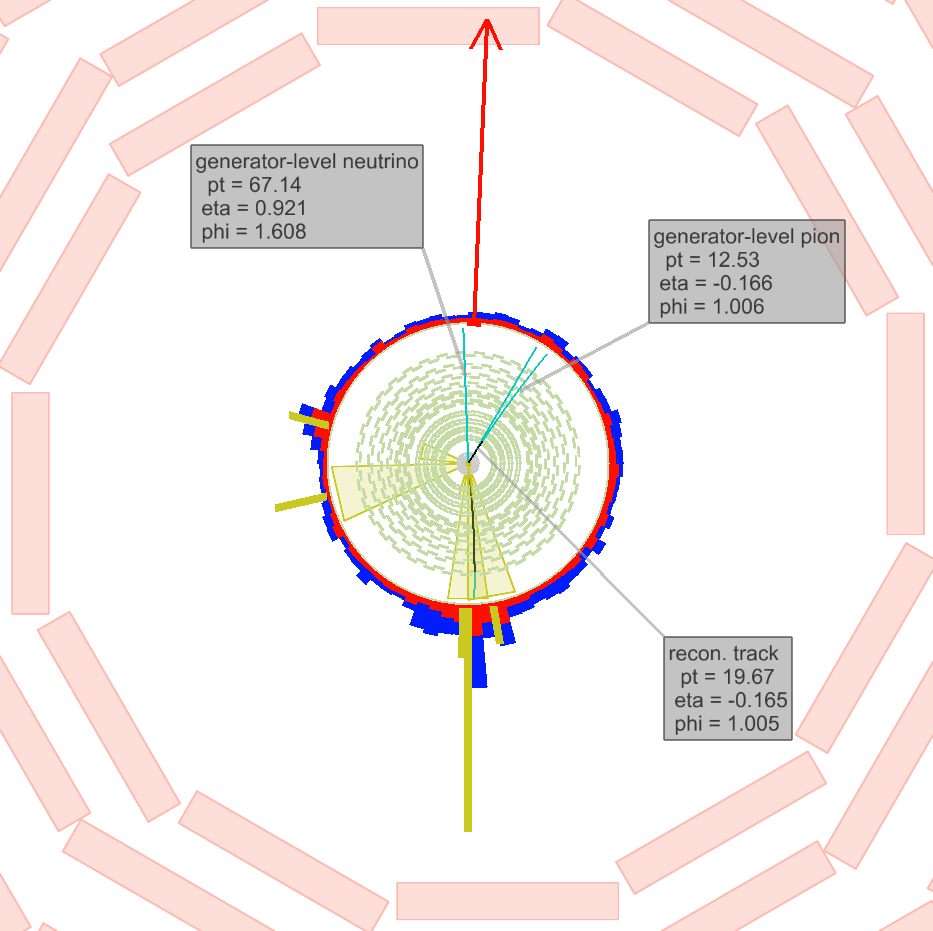 generator-level neutrino
pt = 67.14
eta = 0.921
phi = 1.608
generator-level pion
pt = 12.53
eta = -0.166
phi = 1.006
recon. track
pt = 19.67
eta = -0.165
phi = 1.005